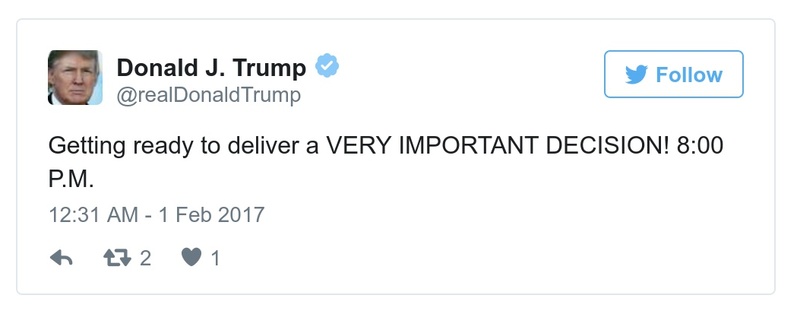 Donald J. Trump
@realDonaldTrump
Follow
Getting ready to deliver a VERY IMPORTANT DECISION! 8:00
P.M.
12:31 AM - 1 Feb 2017
2 1